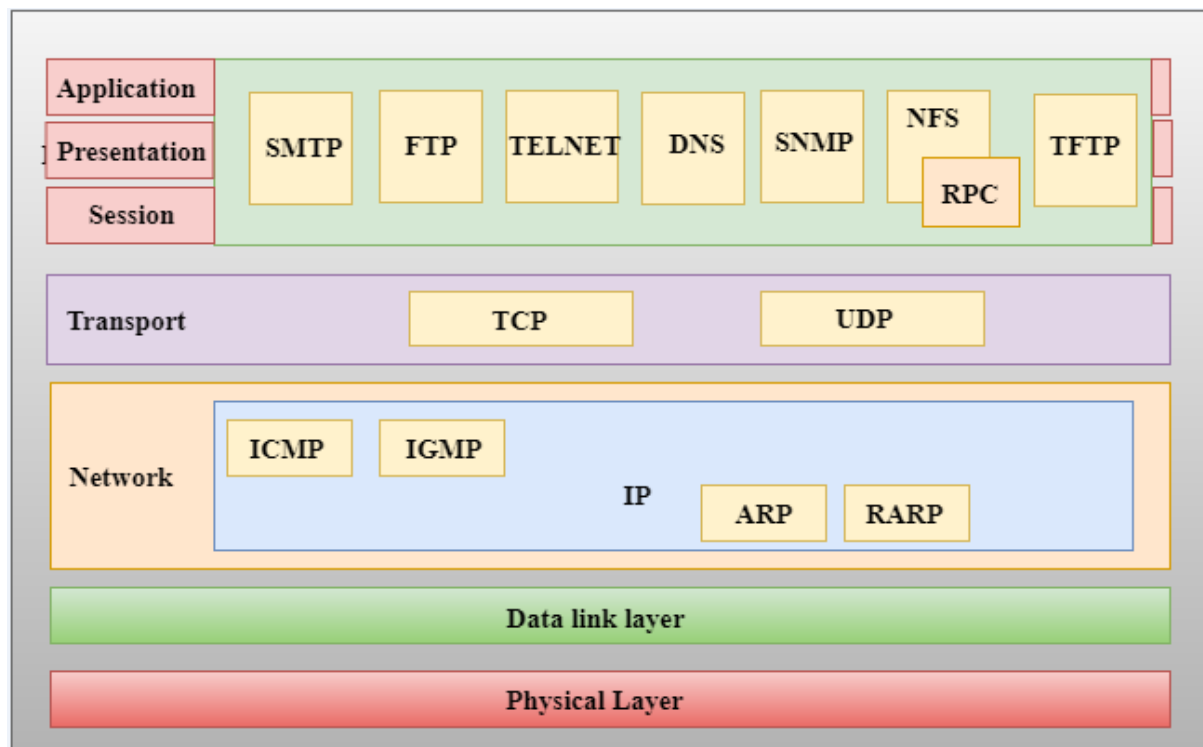 Application
Presentation
Session
SMTP
FTP
TELNET
DNS
SNMP
NFS
RPC
TFTP
Transport
TCP
UDP
Network
ICMP
IGMP
IP
ARP
RARP
Data link layer
Physical Layer